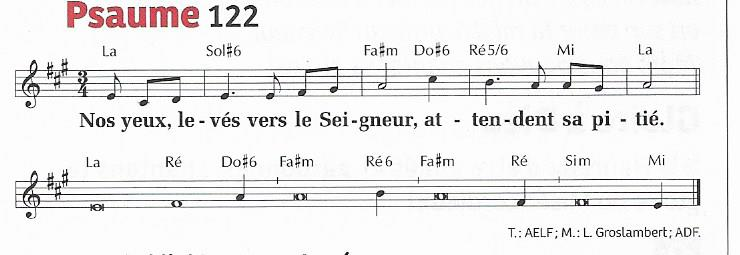 Psaume 122
La Sol#6 Fa#m Do#6 Ré5/6 Mi La
3/4
Nos yeux, le - vés vers le Sei - gneur, at - ten - dent sa pi - tié.
La Ré Do#6 Fa#m Ré6 Fa#m Ré Sim Mi
T. : AELF ; M. : L. Groslambert ; ADF.